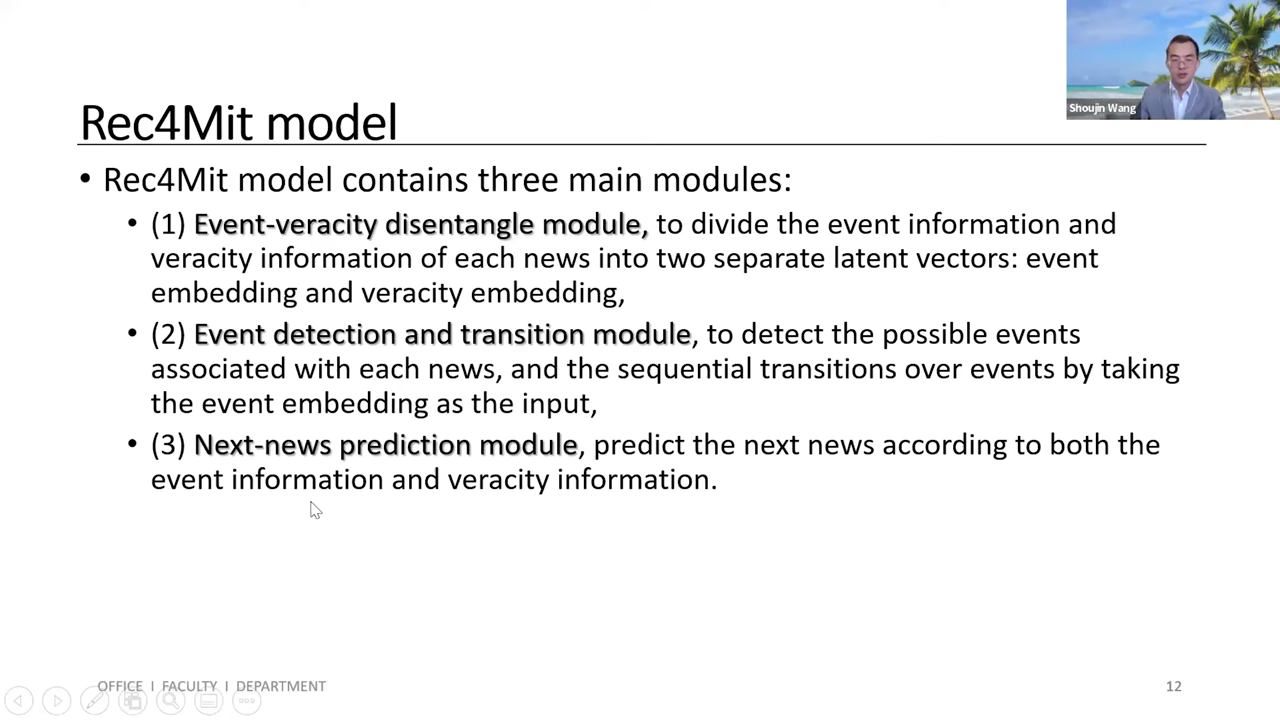 Shoujin Wang
Rec4Mit model
• Rec4Mit model contains three main modules:
• (1) Event-veracity disentangle module, to divide the event information and
veracity information of each news into two separate latent vectors: event
embedding and veracity embedding,
• (2) Event detection and transition module, to detect the possible events
associated with each news, and the sequential transitions over events by taking
the event embedding as the input,
• (3) Next-news prediction module, predict the next news according to both the
event information and veracity information.
OFFICE I FACULTY I DEPARTMENT
12